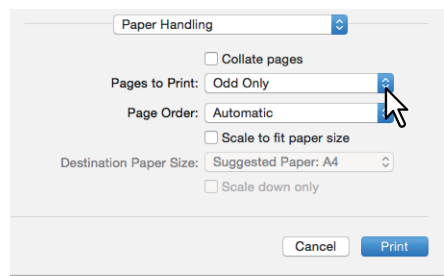 Paper Handling
Collate pages
Pages to Print: Odd Only
Page Order: Automatic
Scale to fit paper size
Destination Paper Size: Suggested Paper: A4
Scale down only
Cancel Print